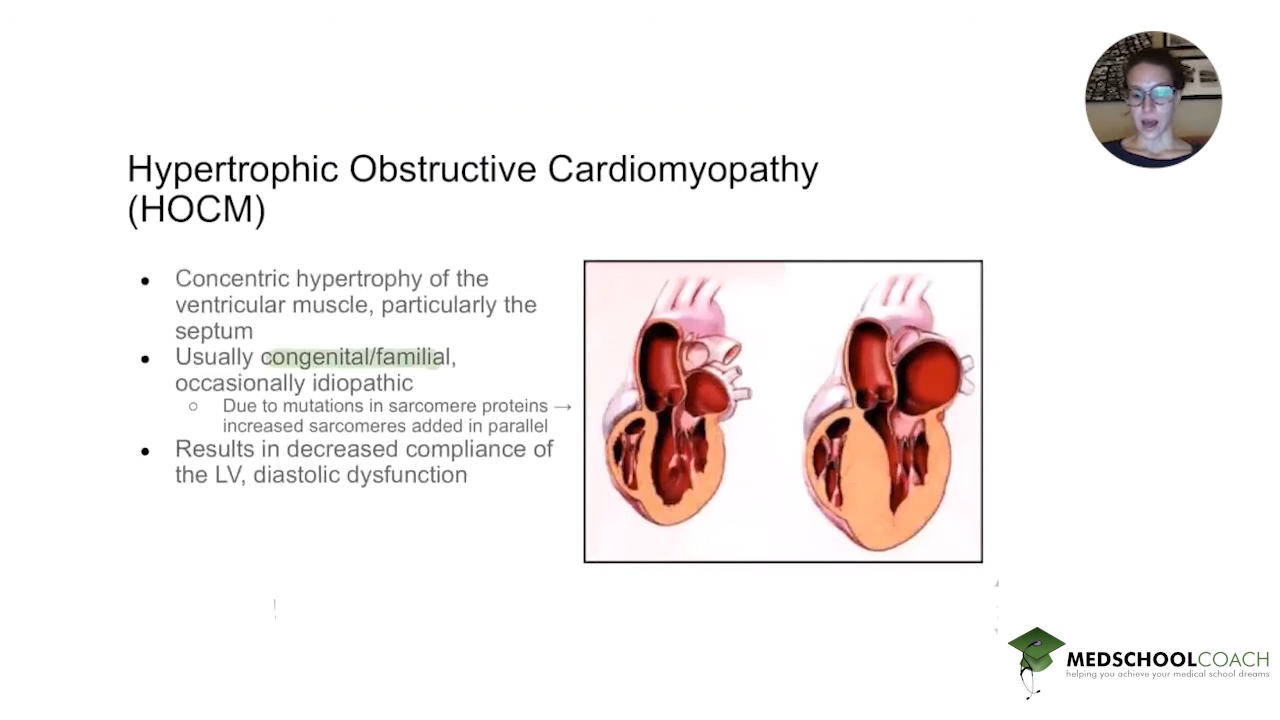 Hypertrophic Obstructive Cardiomyopathy
(HOCM)
● Concentric hypertrophy of the
ventricular muscle, particularly the
septum
● Usually congenital/familial,
occasionally idiopathic
○ Due to mutations in sarcomere proteins →
increased sarcomeres added in parallel
● Results in decreased compliance of
the LV, diastolic dysfunction
MEDSCHOOLCOACH
helping you achieve your medical school dreams